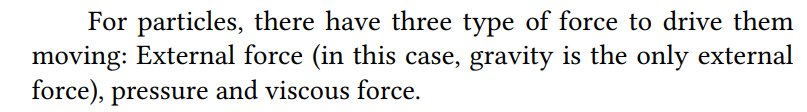 For particles, there have three type of force to drive them
moving: External force (in this case, gravity is the only external
force), pressure and viscous force.